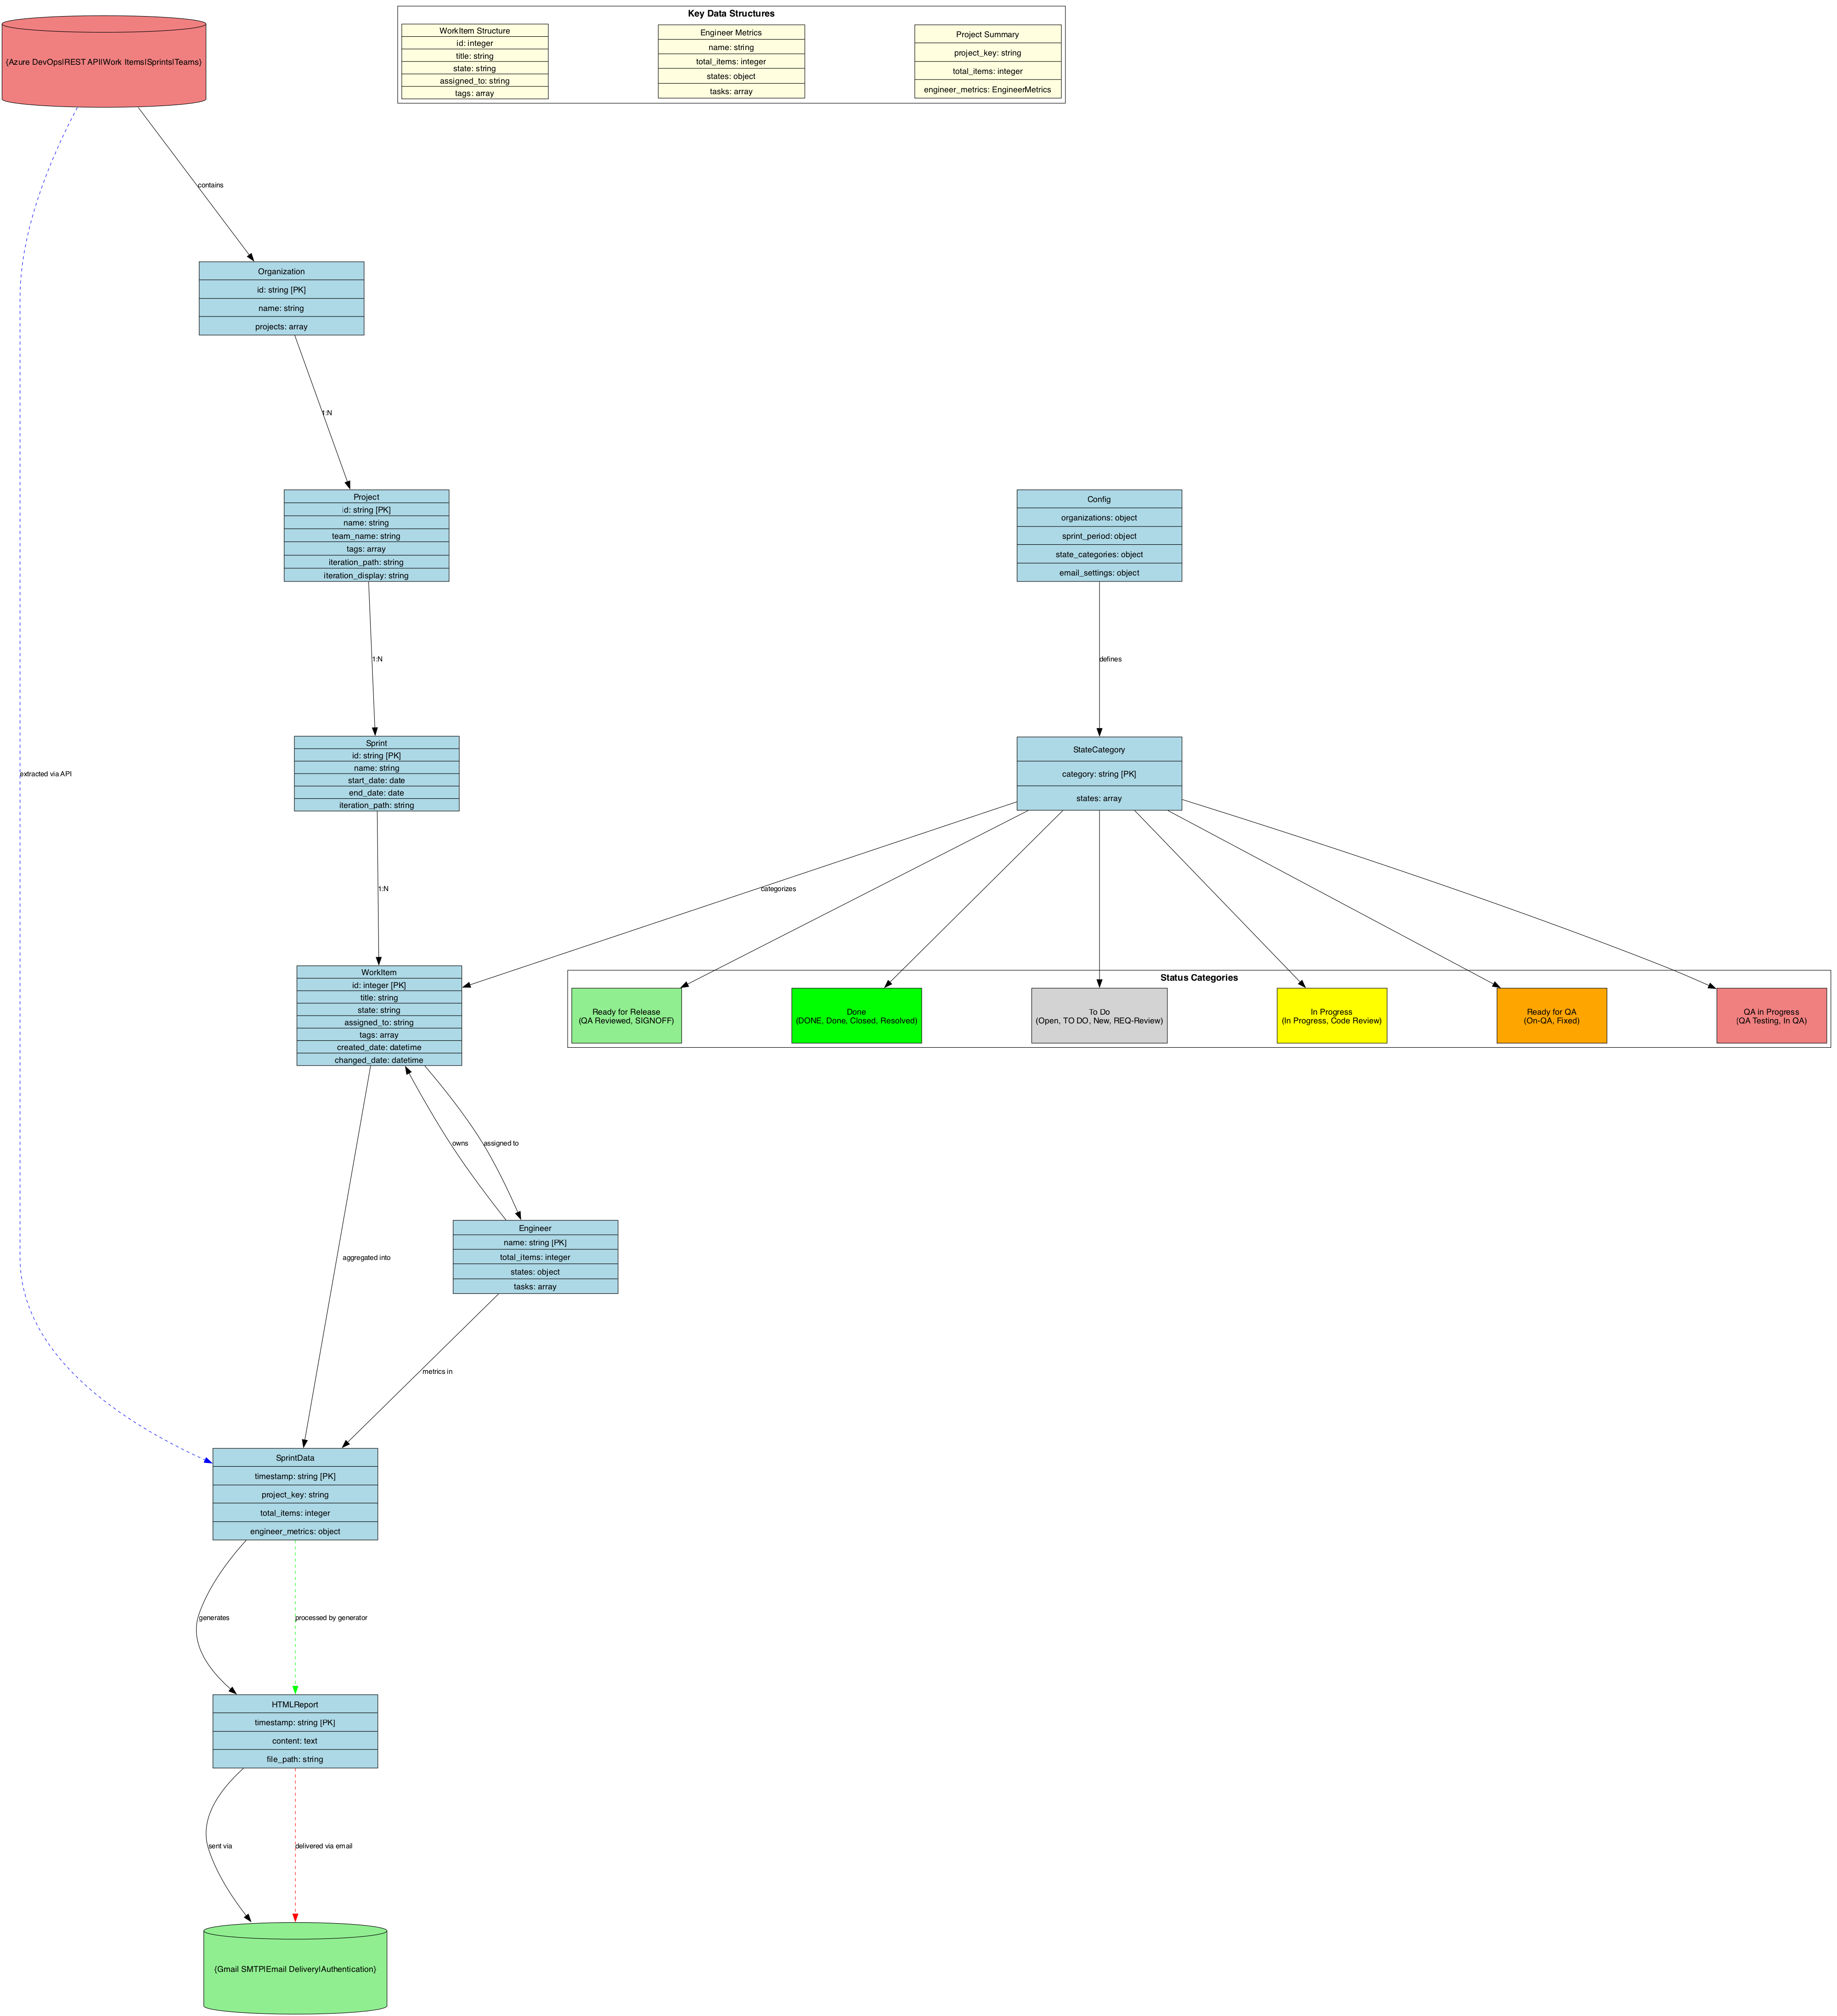 {Azure DevOps|REST API|Work Items|Sprints|Teams}
Key Data Structures
WorkItem Structure
id: integer
title: string
state: string
assigned_to: string
tags: array
Engineer Metrics
name: string
total_items: integer
states: object
tasks: array
Project Summary
project_key: string
total_items: integer
engineer_metrics: EngineerMetrics
contains
Organization
id: string [PK]
name: string
projects: array
1:N
Project
id: string [PK]
name: string
team_name: string
tags: array
iteration_path: string
iteration_display: string
Config
organizations: object
sprint_period: object
state_categories: object
email_settings: object
1:N
defines
extracted via API
Sprint
id: string [PK]
name: string
start_date: date
end_date: date
iteration_path: string
StateCategory
category: string [PK]
states: array
1:N
categorizes
WorkItem
id: integer [PK]
title: string
state: string
assigned_to: string
tags: array
created_date: datetime
changed_date: datetime
Status Categories
Ready for Release
(QA Reviewed, SIGNOFF)
Done
(DONE, Done, Closed, Resolved)
To Do
(Open, TO DO, New, REQ-Review)
In Progress
(In Progress, Code Review)
Ready for QA
(On-QA, Fixed)
QA in Progress
(QA Testing, In QA)
owns
assigned to
Engineer
name: string [PK]
total_items: integer
states: object
tasks: array
aggregated into
metrics in
SprintData
timestamp: string [PK]
project_key: string
total_items: integer
engineer_metrics: object
generates
processed by generator
HTMLReport
timestamp: string [PK]
content: text
file_path: string
sent via
delivered via email
{Gmail SMTP|Email Delivery|Authentication}